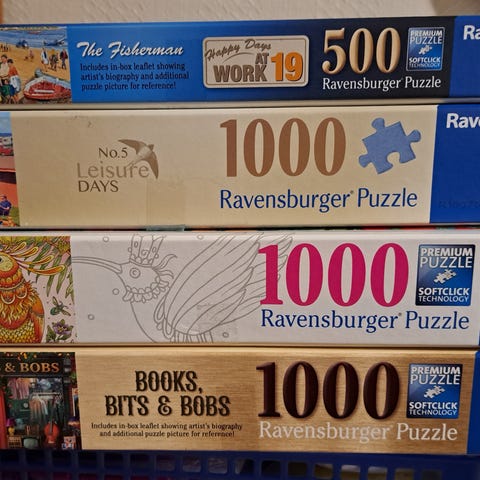 The Fisherman
Includes in-box leaflet showing
artist's biography and additional
puzzle picture for reference!
Happy Days
AT
WORK 19
500
Ravensburger Puzzle
PREMIUM
PUZZLE
SOFTCLICK
TECHNOLOGY
Ra
No.5
Leisure
DAYS
1000
Ravensburger® Puzzle
Rav
1000
Ravensburger® Puzzle
PREMIUM
PUZZLE
SOFTCLICK
TECHNOLOGY
& BOBS
BOOKS,
BITS & BOBS
Includes in-box leaflet showing artist's biography
and additional puzzle picture for reference!
1000
Ravensburger Puzzle
PREMIUM
PUZZLE
SOFTCLICK
TECHNOLOGY